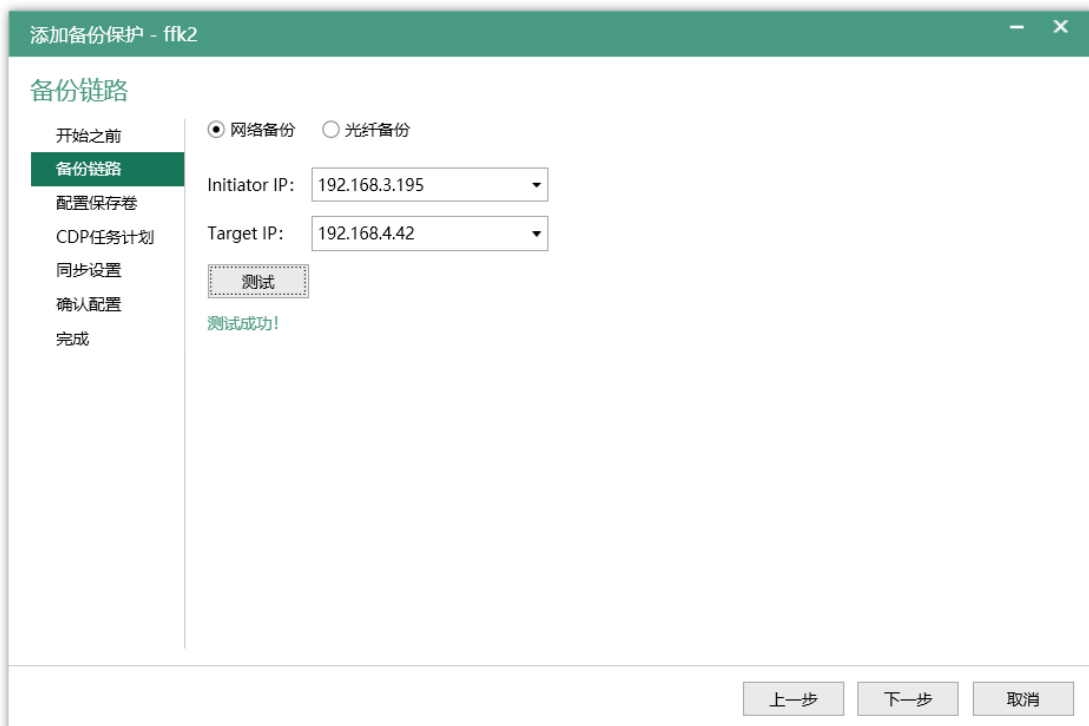 添加备份保护 - ffk2
备份链路
开始之前
备份链路
配置保存卷
CDP任务计划
同步设置
确认配置
完成
网络备份 光纤备份
Initiator IP: 192.168.3.195
Target IP: 192.168.4.42
测试
测试成功!
上一步 下一步 取消